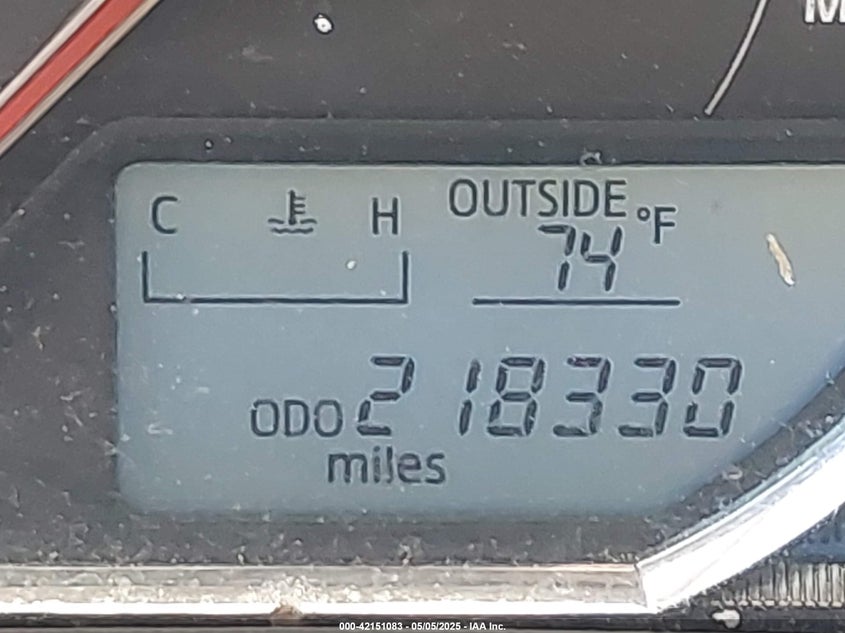 M
C H OUTSIDE
74 °F
ODO 218330
miles
000-42151083 - 05/05/2025 - IAA Inc.